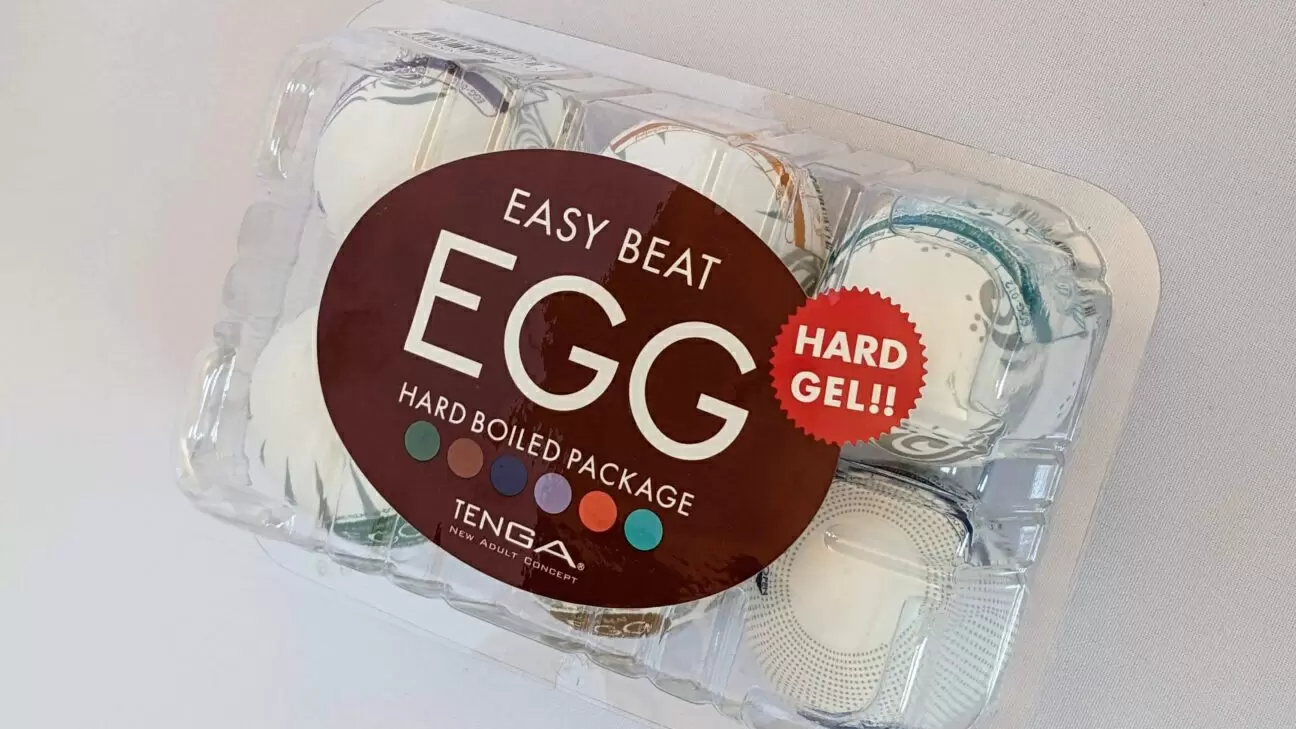 EASY BEAT
EGG
HARD BOILED PACKAGE
TENGA®
NEW ADULT CONCEPT
HARD
GEL!!